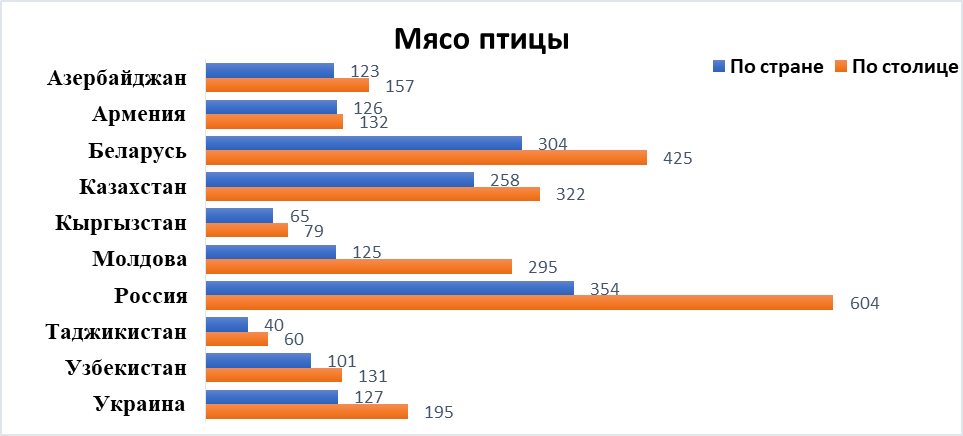 Мясо птицы
По стране По столице
Азербайджан 123
157
Армения 126
132
Беларусь 304
425
Казахстан 258
322
Кыргызстан 65
79
Молдова 125
295
Россия 354
604
Таджикистан 40
60
Узбекистан 101
131
Украина 127
195